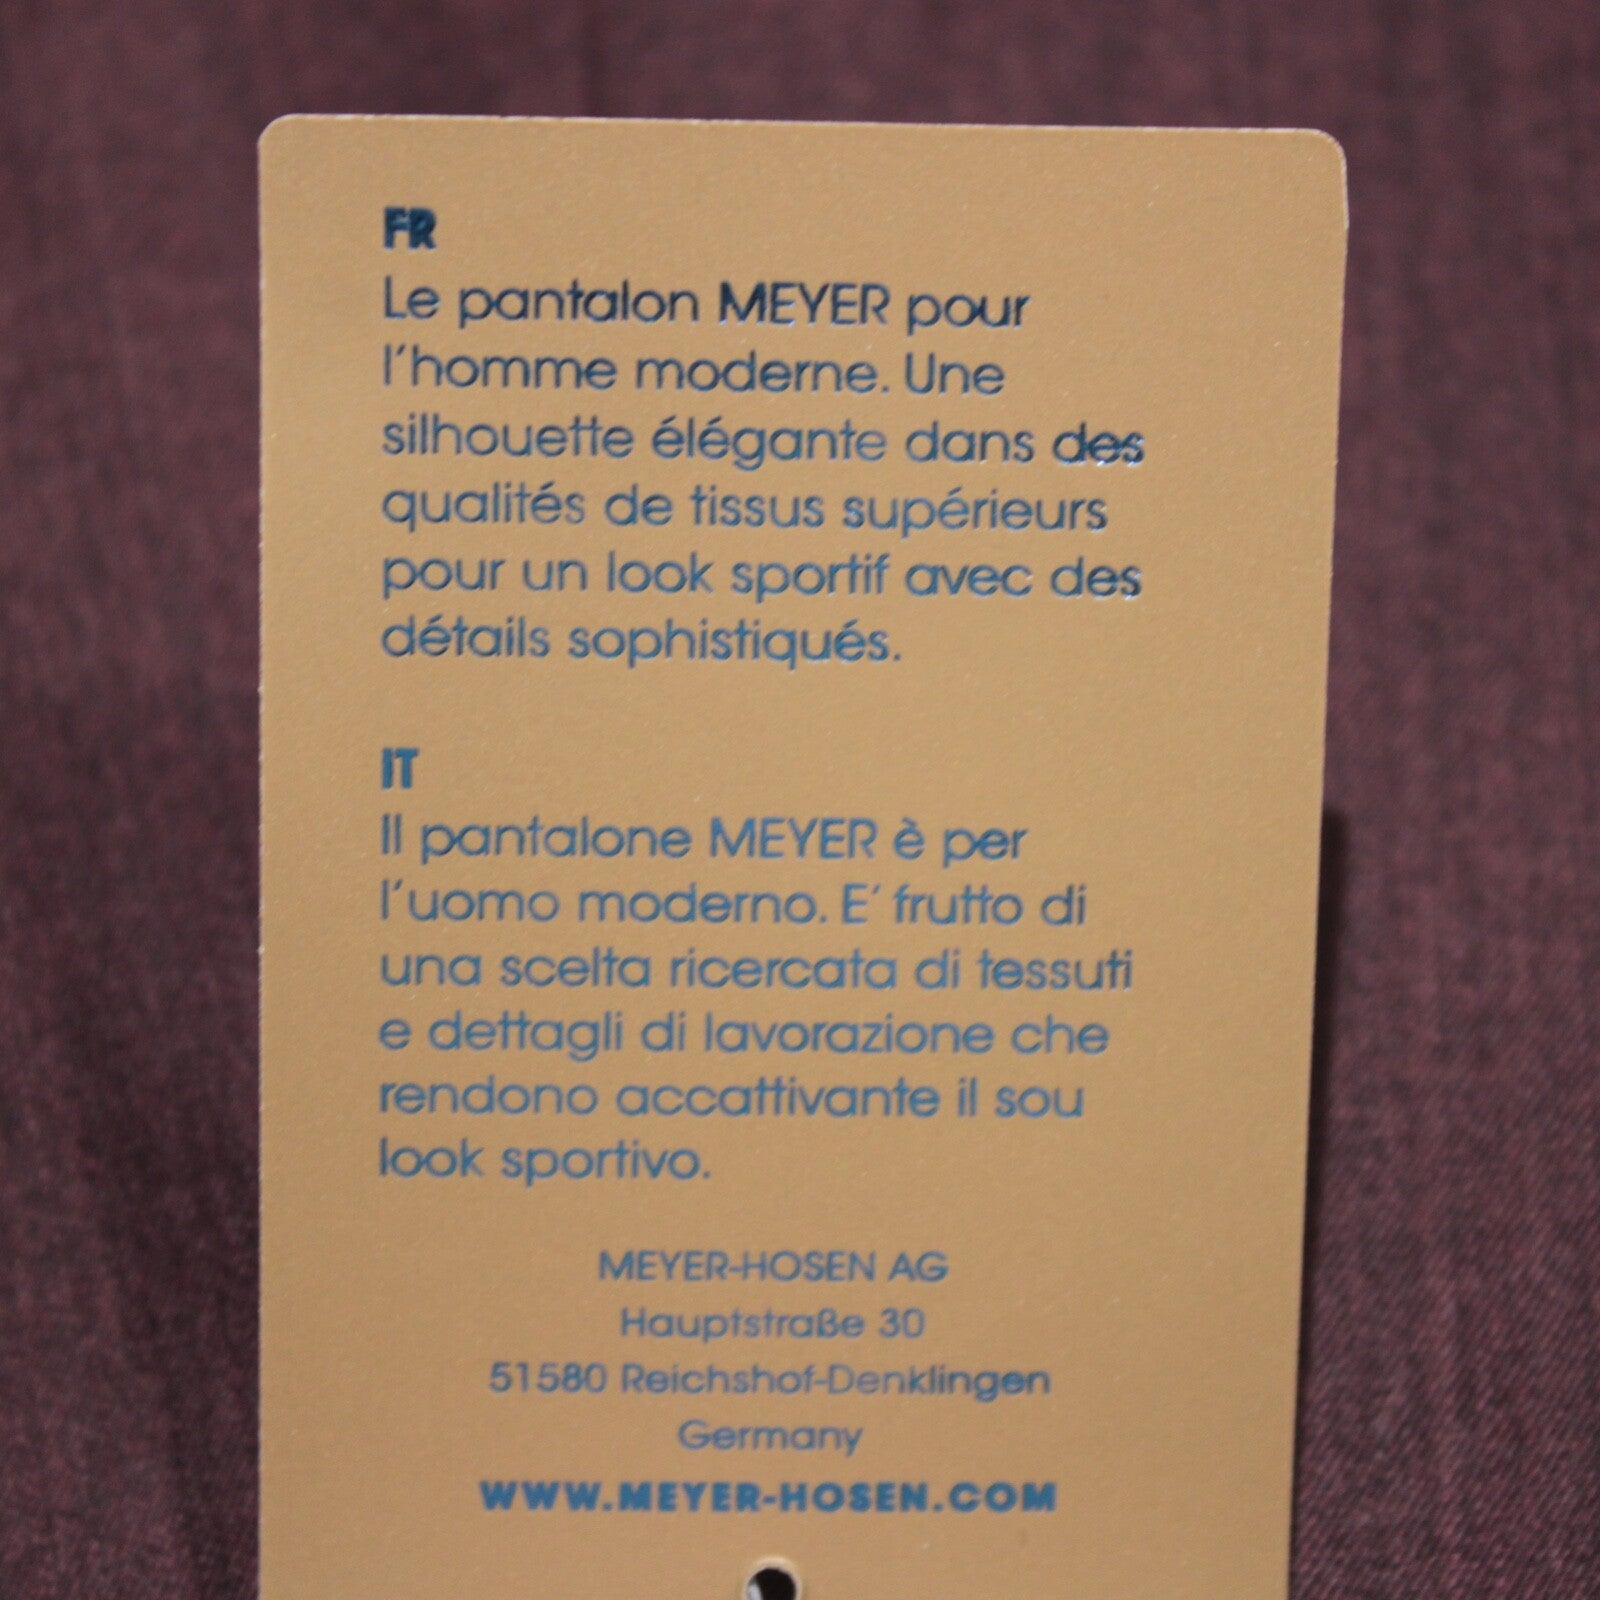 FR
Le pantalon MEYER pour
l'homme moderne. Une
silhouette élégante dans des
qualités de tissus supérieurs
pour un look sportif avec des
détails sophistiqués.
IT
Il pantalone MEYER è per
l'uomo moderno. E' frutto di
una scelta ricercata di tessuti
e dettagli di lavorazione che
rendono accattivante il sou
look sportivo.
MEYER-HOSEN AG
Hauptstraße 30
51580 Reichshof-Denklingen
Germany
WWW.MEYER-HOSEN.COM